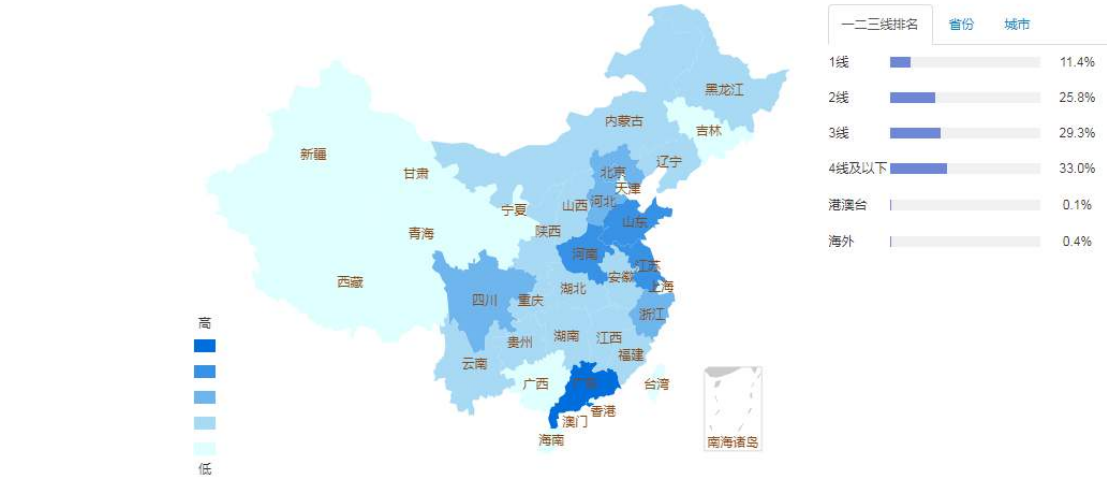 一二三线排名 省份 城市
1线 11.4%
2线 25.8%
3线 29.3%
4线及以下 33.0%
港澳台 0.1%
海外 0.4%
黑龙江
内蒙古
吉林
新疆
辽宁
甘肃
北京
天津
宁夏
山西
河北
山东
青海
陕西
河南
江苏
安徽
西藏
上海
湖北
四川
重庆
浙江
高
湖南
江西
贵州
福建
云南
广西
广东
台湾
香港
澳门
海南
南海诸岛
低